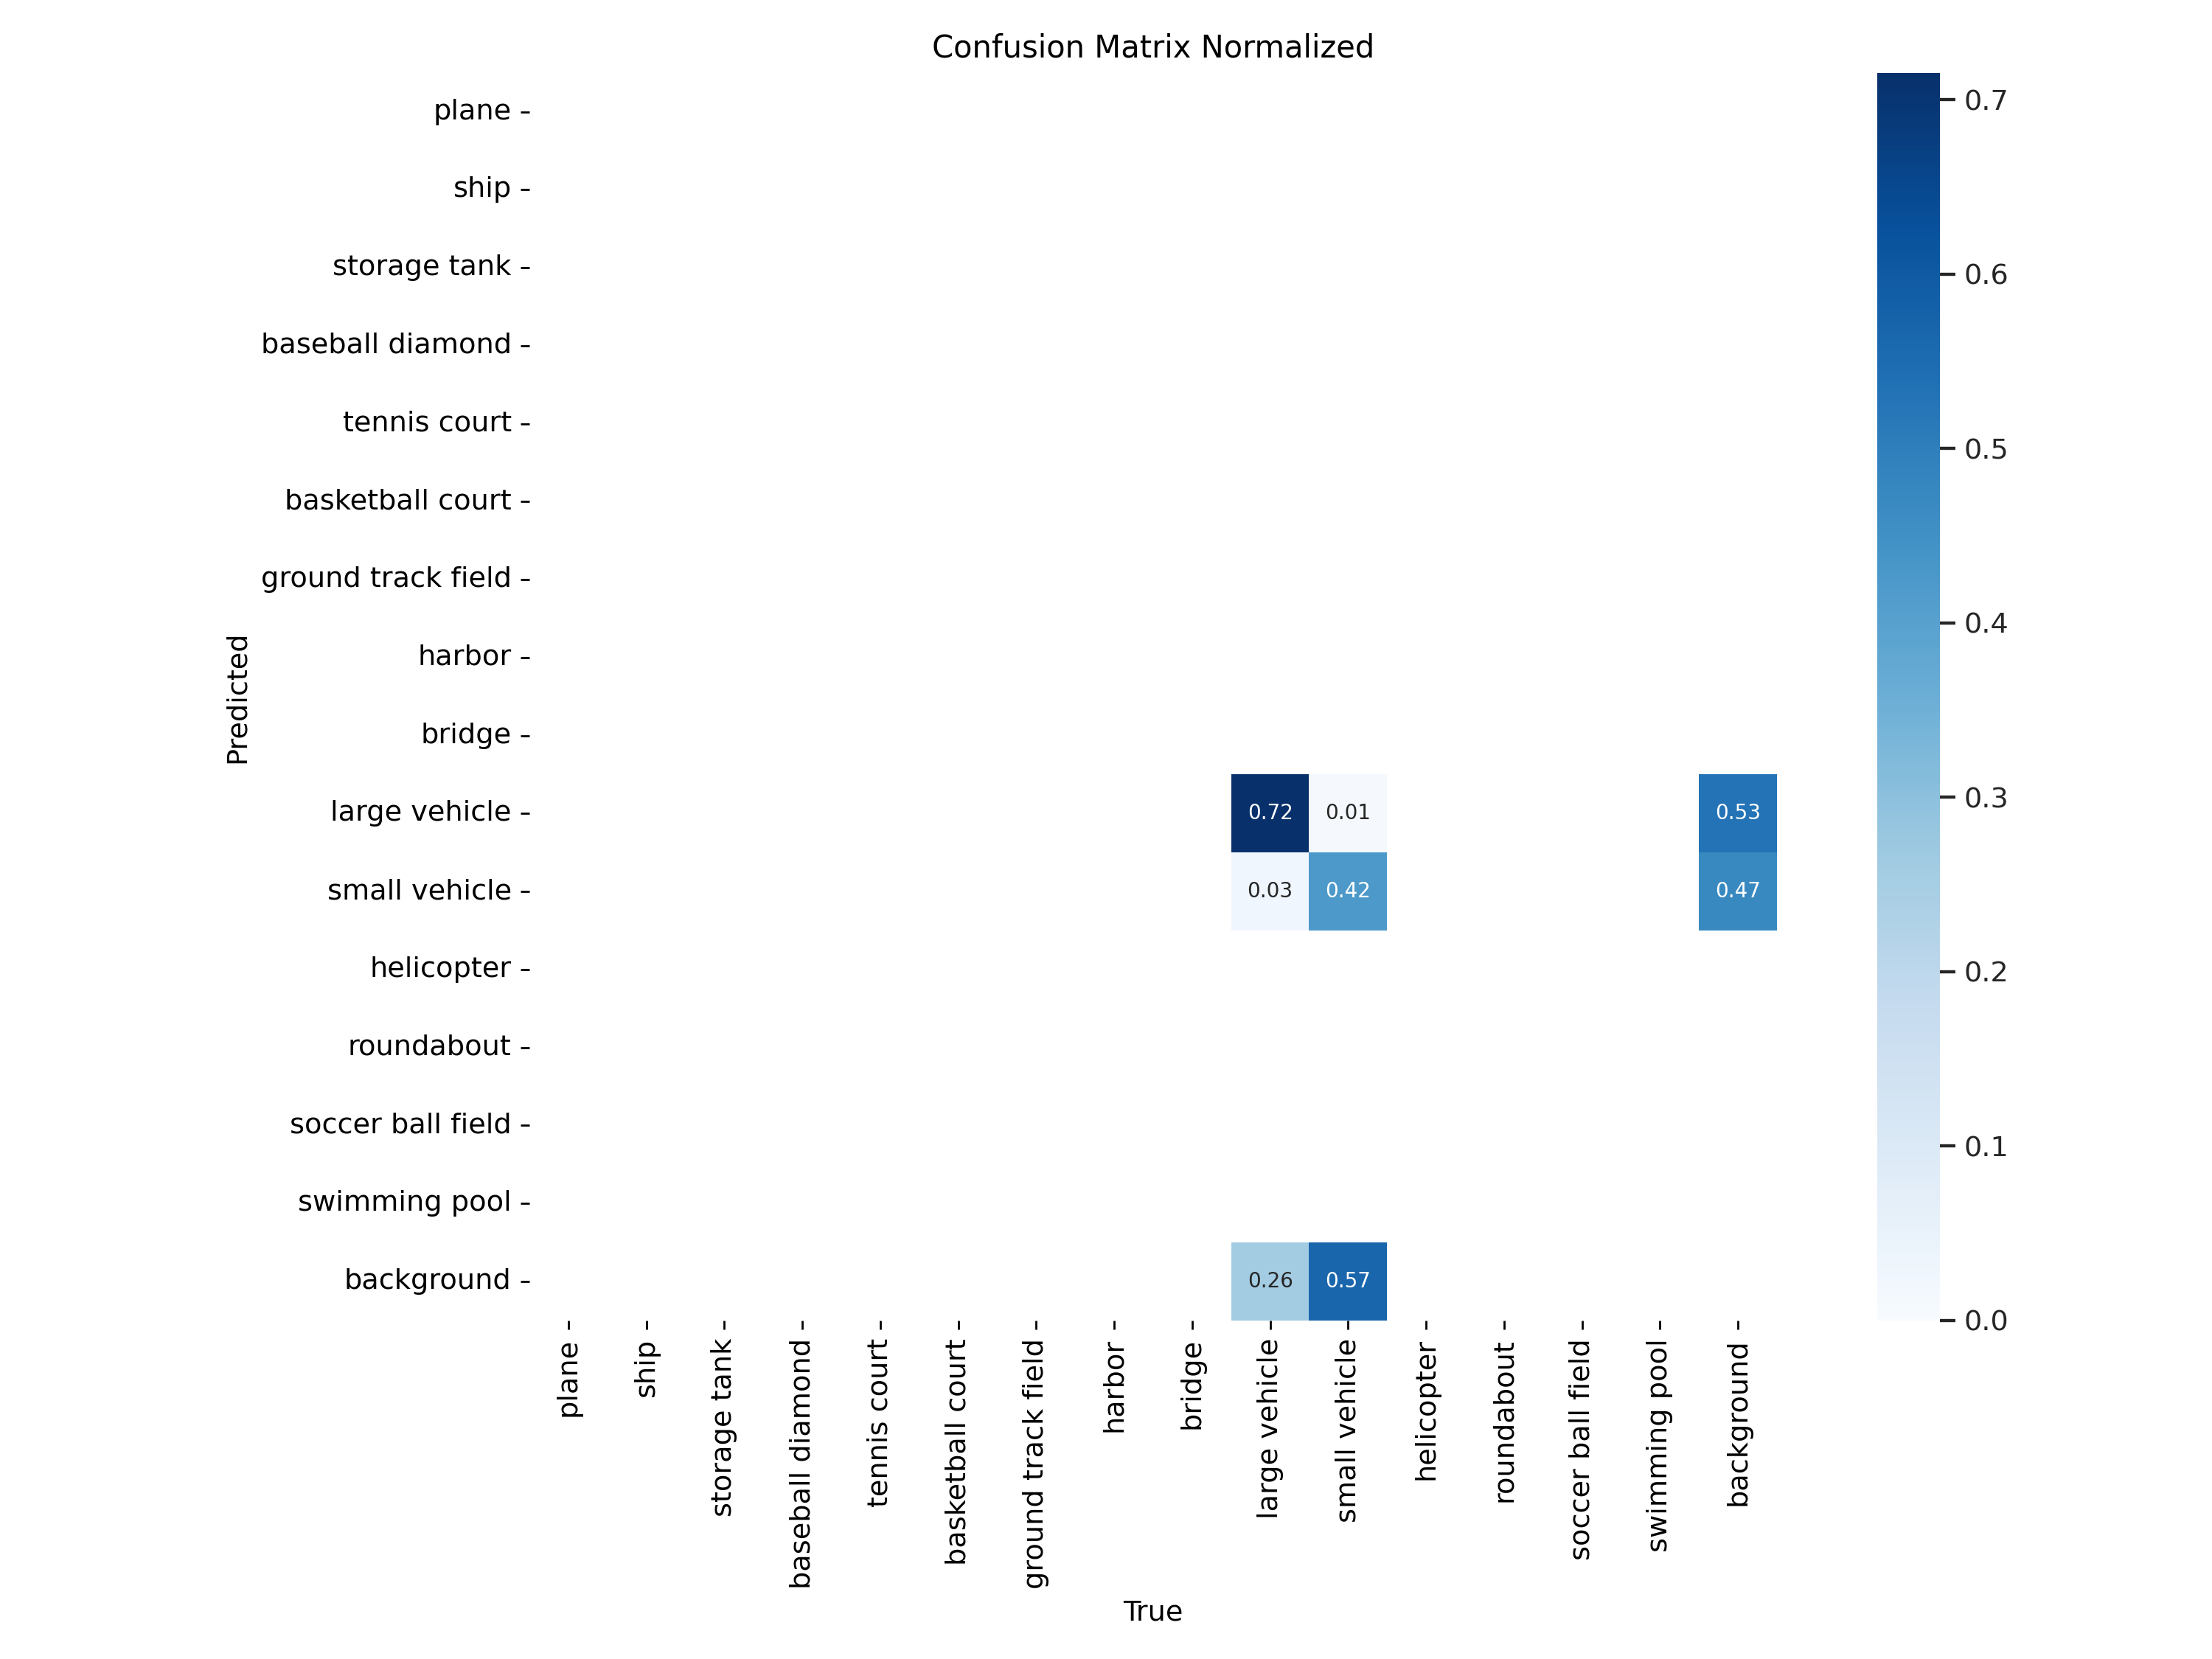 Confusion Matrix Normalized
plane
ship
storage tank
baseball diamond
tennis court
basketball court
ground track field
harbor
bridge
large vehicle
small vehicle
helicopter
roundabout
soccer ball field
swimming pool
background
Predicted
0.72 0.01 0.53
0.03 0.42 0.47
0.26 0.57
plane
ship
storage tank
baseball diamond
tennis court
basketball court
ground track field
harbor
bridge
large vehicle
small vehicle
helicopter
roundabout
soccer ball field
swimming pool
background
True
0.7
0.6
0.5
0.4
0.3
0.2
0.1
0.0